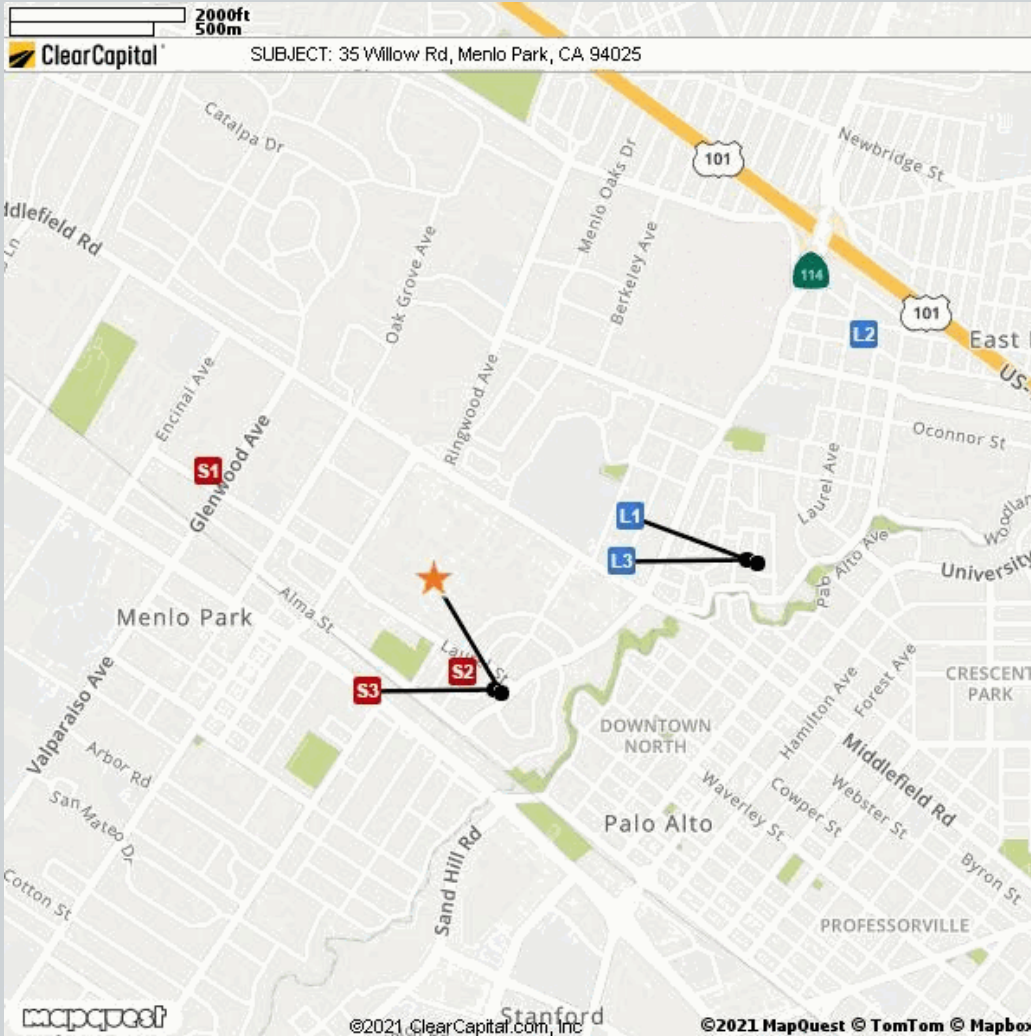 2000ft
500m
ClearCapital
SUBJECT: 35 Willow Rd, Menlo Park, CA 94025
Catalpa Dr
101
Newbridge St
Menlo Oaks Dr
ddlefield Rd
Ln
Oak Grove Ave
Berkeley Ave
114
101
L2
East
US-
Encinal Ave
Ringwood Ave
Glenwood Ave
Oconnor St
S1
Laurel Ave
L1
Woodlan
L3
Palo Alto Ave
University
Menlo Park
Alma St
Laurel St
S2
S3
CRESCENT
PARK
Valparaiso Ave
Forest Ave
Hamilton Ave
DOWNTOWN
NORTH
Arbor Rd
Middlefield Rd
San Mateo Dr
Waverley St
Cowper St
Webster St
Palo Alto
Sand Hill Rd
Byron St
Cotton St
PROFESSORVILLE
mapquest
Stanford
©2021 ClearCapital.com, Inc
©2021 MapQuest © TomTom © Mapbox